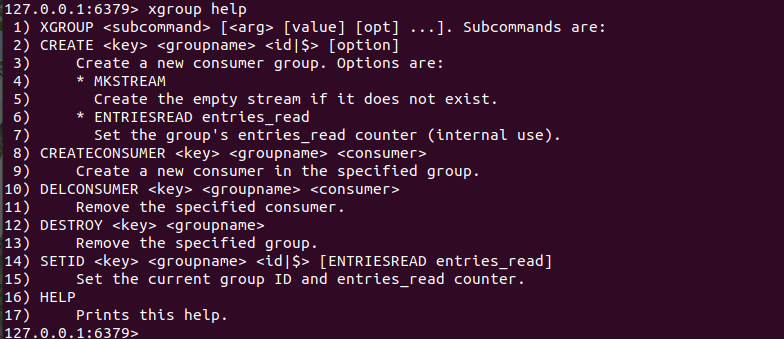 127.0.0.1:6379> xgroup help
 1) XGROUP <subcommand> [<arg> [value] [opt] ...]. Subcommands are:
 2) CREATE <key> <groupname> <id|$> [option]
 3)     Create a new consumer group. Options are:
 4)     * MKSTREAM
 5)       Create the empty stream if it does not exist.
 6)     * ENTRIESREAD entries_read
 7)       Set the group's entries_read counter (internal use).
 8) CREATECONSUMER <key> <groupname> <consumer>
 9)     Create a new consumer in the specified group.
10) DELCONSUMER <key> <groupname> <consumer>
11)     Remove the specified consumer.
12) DESTROY <key> <groupname>
13)     Remove the specified group.
14) SETID <key> <groupname> <id|$> [ENTRIESREAD entries_read]
15)     Set the current group ID and entries_read counter.
16) HELP
17)     Prints this help.
127.0.0.1:6379>